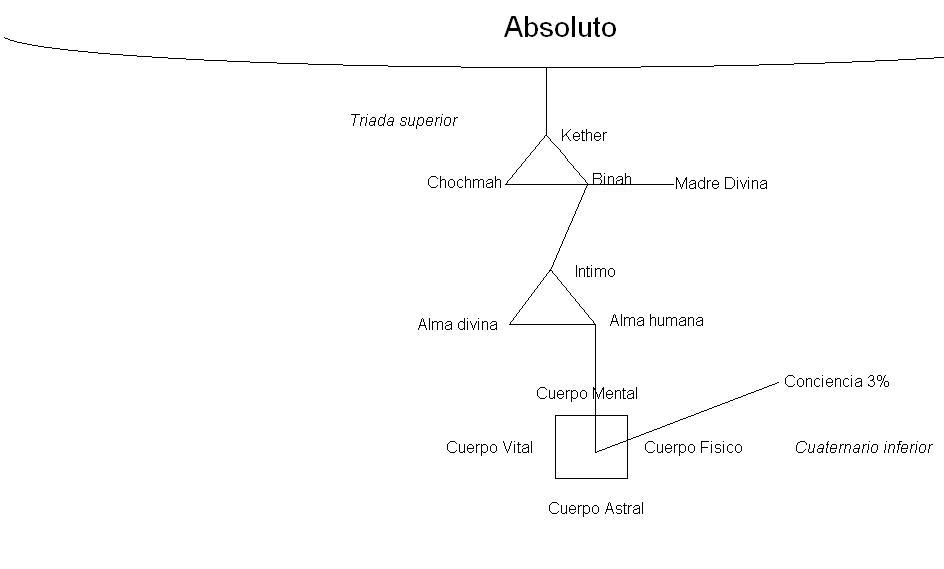 Absoluto
Triada superior
Kether
Chochmah
Binah
Madre Divina
Intimo
Alma divina
Alma humana
Conciencia 3%
Cuerpo Mental
Cuerpo Vital
Cuerpo Fisico
Cuaternario inferior
Cuerpo Astral